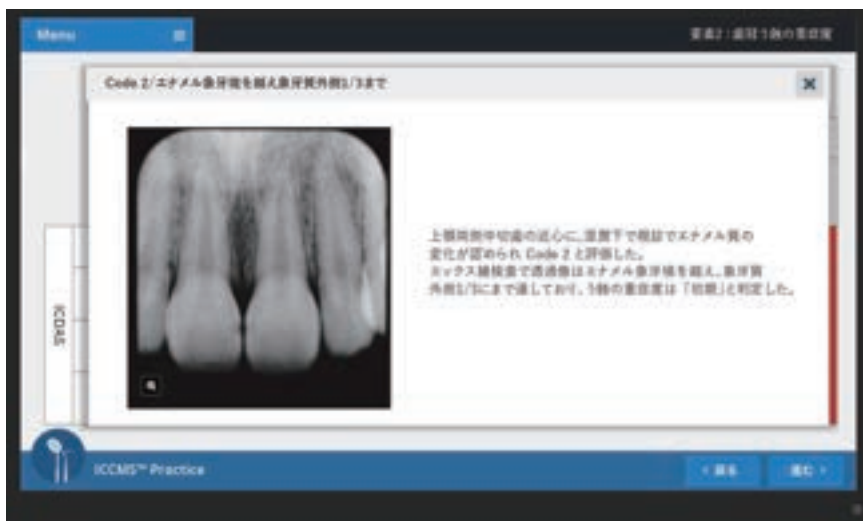 Menu
要素2：歯冠う蝕の重症度
Code 2/エナメル象牙境を超え象牙質外側1/3まで
上顎両側中切歯の近心に、湿潤下で視診でエナメル質の
変化が認められ Code 2 と評価した。
エックス線検査で透過像はエナメル象牙境を超え、象牙質
外側1/3にまで達しており、う蝕の重症度は「初期」と判定した。
ICDAS
ICCMS™ Practice
< 戻る
進む >